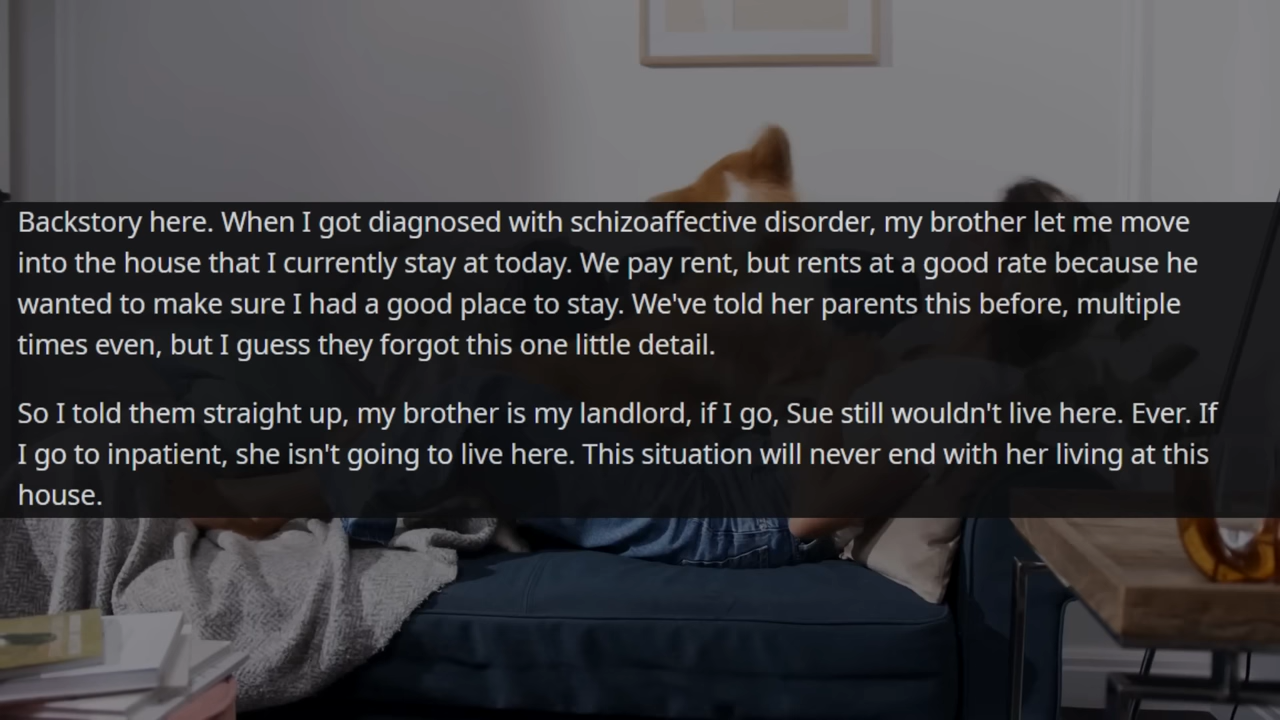 Backstory here. When I got diagnosed with schizoaffective disorder, my brother let me move
into the house that I currently stay at today. We pay rent, but rents at a good rate because he
wanted to make sure I had a good place to stay. We've told her parents this before, multiple
times even, but I guess they forgot this one little detail.
So I told them straight up, my brother is my landlord, if I go, Sue still wouldn't live here. Ever. If
I go to inpatient, she isn't going to live here. This situation will never end with her living at this
house.